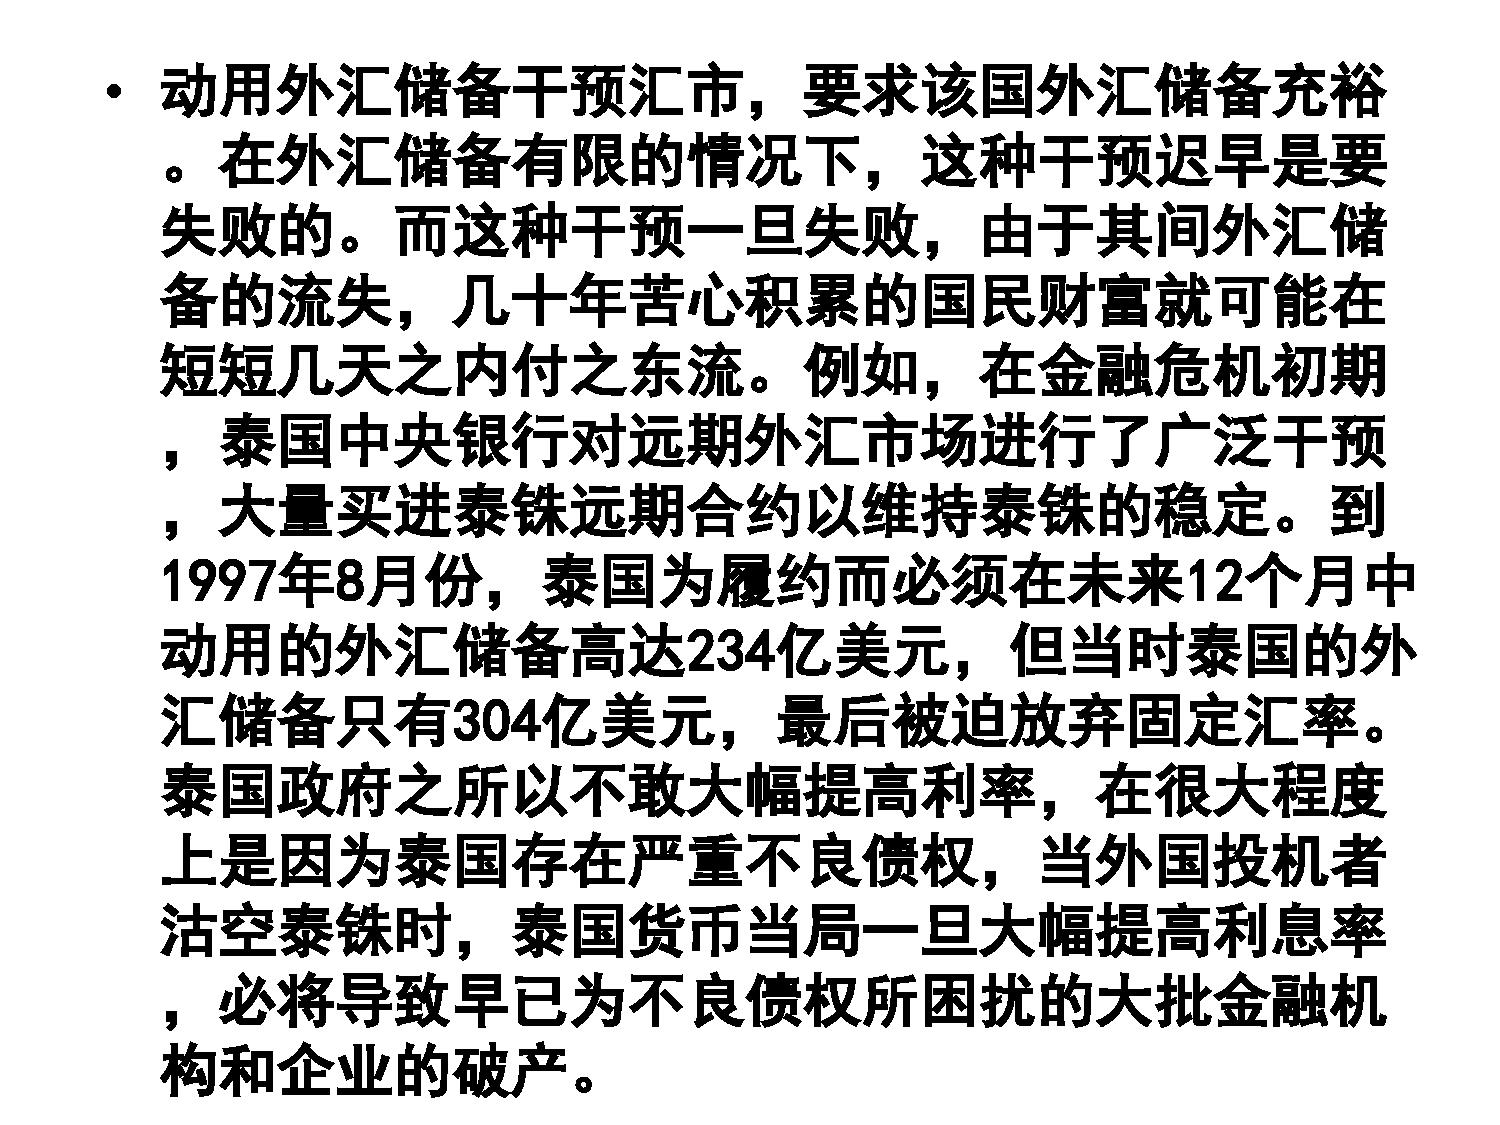 • 动用外汇储备干预汇市，要求该国外汇储备充裕
。在外汇储备有限的情况下，这种干预迟早是要
失败的。而这种干预一旦失败，由于其间外汇储
备的流失，几十年苦心积累的国民财富就可能在
短短几天之内付之东流。例如，在金融危机初期
，泰国中央银行对远期外汇市场进行了广泛干预
，大量买进泰铢远期合约以维持泰铢的稳定。到
1997年8月份，泰国为履约而必须在未来12个月中
动用的外汇储备高达234亿美元，但当时泰国的外
汇储备只有304亿美元，最后被迫放弃固定汇率。
泰国政府之所以不敢大幅提高利率，在很大程度
上是因为泰国存在严重不良债权，当外国投机者
沽空泰铢时，泰国货币当局一旦大幅提高利息率
，必将导致早已为不良债权所困扰的大批金融机
构和企业的破产。